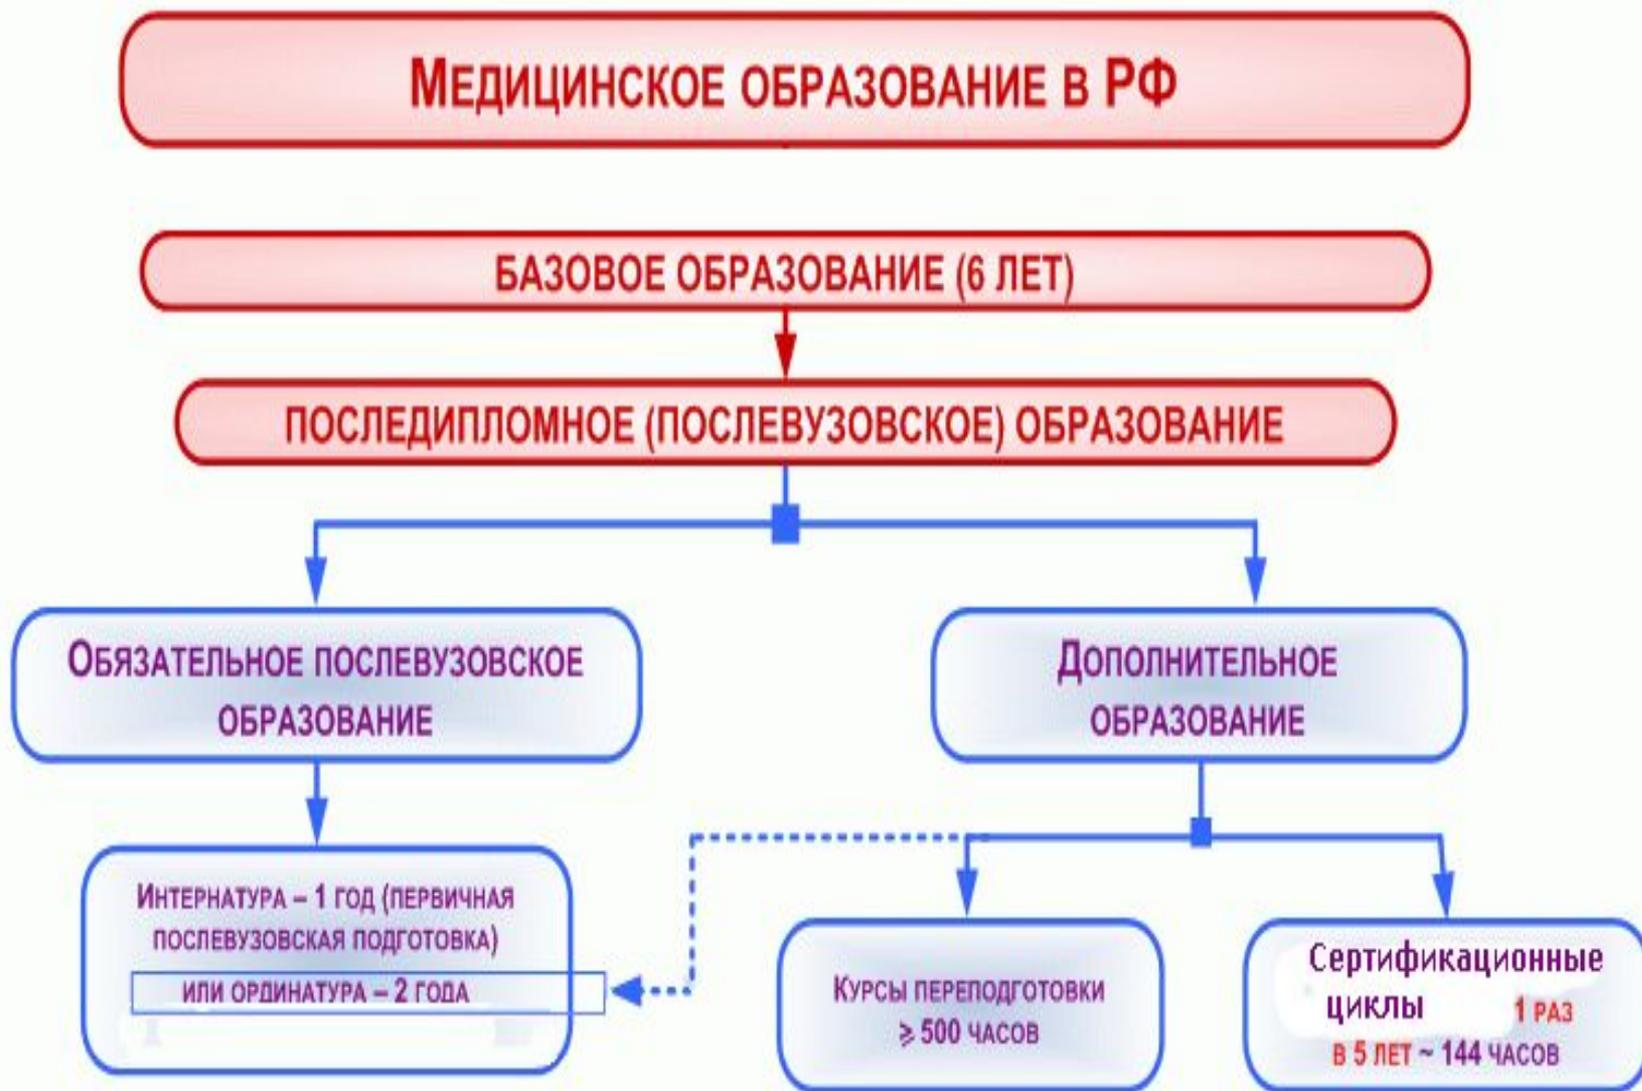 МЕДИЦИНСКОЕ ОБРАЗОВАНИЕ В РФ
БАЗОВОЕ ОБРАЗОВАНИЕ (6 ЛЕТ)
ПОСЛЕДИПЛОМНОЕ (ПОСЛЕВУЗОВСКОЕ) ОБРАЗОВАНИЕ
ОБЯЗАТЕЛЬНОЕ ПОСЛЕВУЗОВСКОЕ
ОБРАЗОВАНИЕ
ДОПОЛНИТЕЛЬНОЕ
ОБРАЗОВАНИЕ
ИНТЕРНАТУРА – 1 ГОД (ПЕРВИЧНАЯ
ПОСЛЕВУЗОВСКАЯ ПОДГОТОВКА)
ИЛИ ОРДИНАТУРА – 2 ГОДА
КУРСЫ ПЕРЕПОДГОТОВКИ
⩾ 500 ЧАСОВ
Сертификационные
циклы 1 РАЗ
В 5 ЛЕТ ~ 144 ЧАСОВ